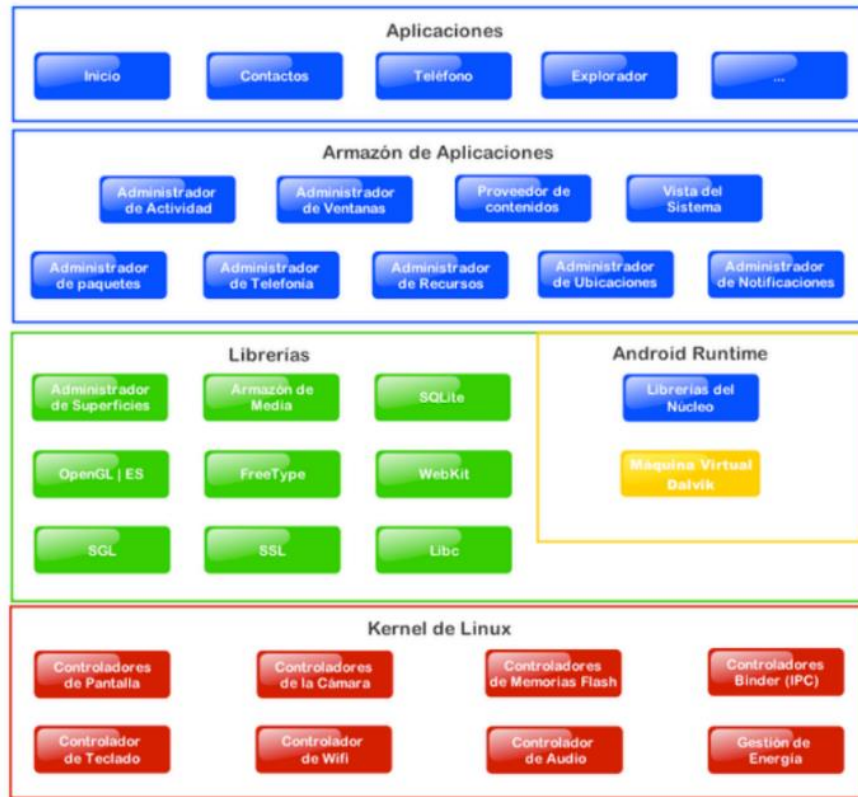 Aplicaciones
Inicio
Contactos
Teléfono
Explorador
...
Armazón de Aplicaciones
Administrador
de Actividad
Administrador
de Ventanas
Proveedor de
contenidos
Vista del
Sistema
Administrador
de paquetes
Administrador
de Telefonía
Administrador
de Recursos
Administrador
de Ubicaciones
Administrador
de Notificaciones
Librerías
Administrador
de Superficies
Armazón de
Media
SQLite
OpenGL | ES
FreeType
WebKit
SGL
SSL
Libc
Android Runtime
Librerías del
Núcleo
Máquina Virtual
Dalvik
Kernel de Linux
Controladores
de Pantalla
Controladores
de la Cámara
Controladores
de Memorias Flash
Controladores
Binder (IPC)
Controlador
de Teclado
Controlador
de Wifi
Controlador
de Audio
Gestión de
Energía